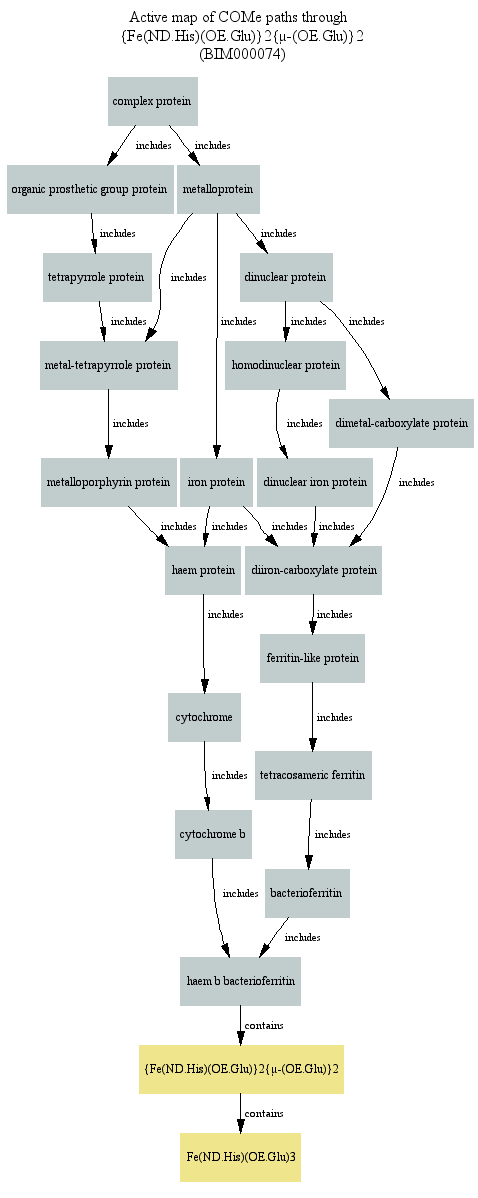 Active map of COMe paths through
{Fe(ND.His)(OE.Glu)}2{μ-(OE.Glu)}2
(BIM000074)
complex protein
includes
includes
organic prosthetic group protein
metalloprotein
includes
includes
tetrapyrrole protein
includes
dinuclear protein
includes
includes
includes
includes
metal-tetrapyrrole protein
homodinuclear protein
dimetal-carboxylate protein
includes
includes
includes
metalloporphyrin protein
iron protein
dinuclear iron protein
includes
includes
includes
includes
haem protein
diiron-carboxylate protein
includes
includes
ferritin-like protein
cytochrome
includes
includes
tetracosameric ferritin
cytochrome b
includes
includes
bacterioferritin
includes
haem b bacterioferritin
contains
{Fe(ND.His)(OE.Glu)}2{μ-(OE.Glu)}2
contains
Fe(ND.His)(OE.Glu)3